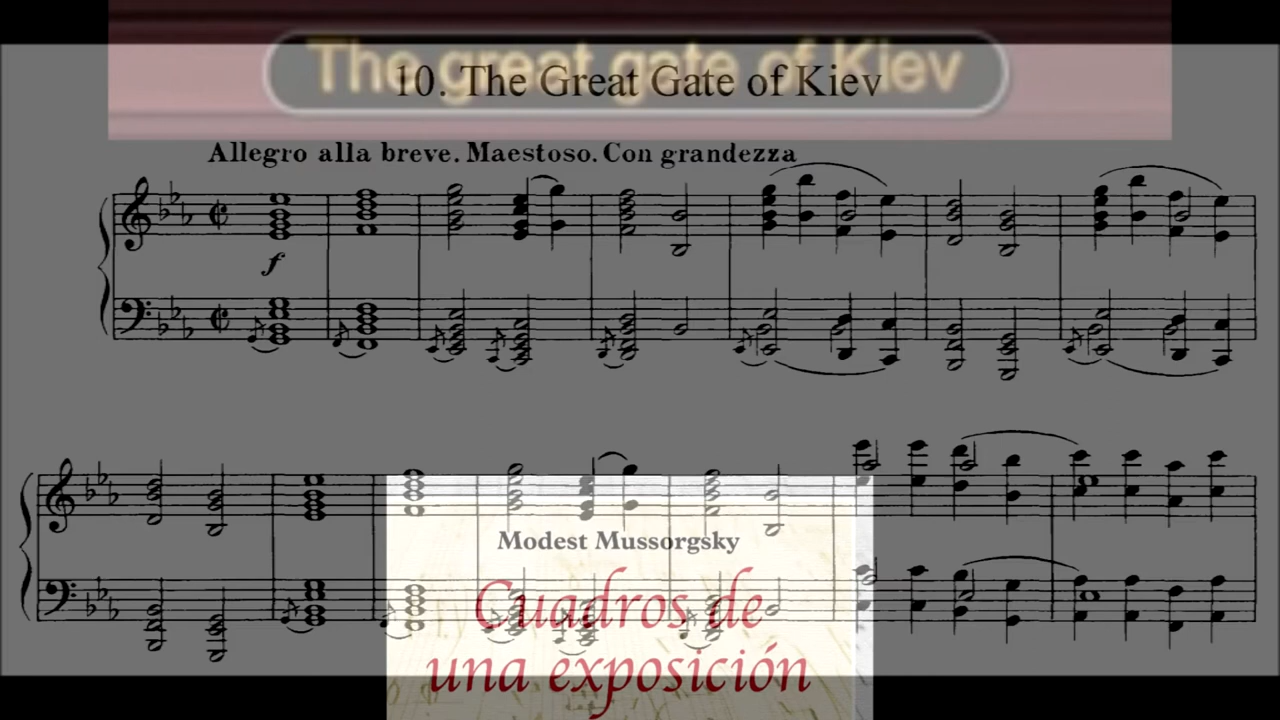 The great gate of Kiev
10. The Great Gate of Kiev
Allegro alla breve. Maestoso. Con grandezza
f
Modest Mussorgsky
Cuadros de
una exposición